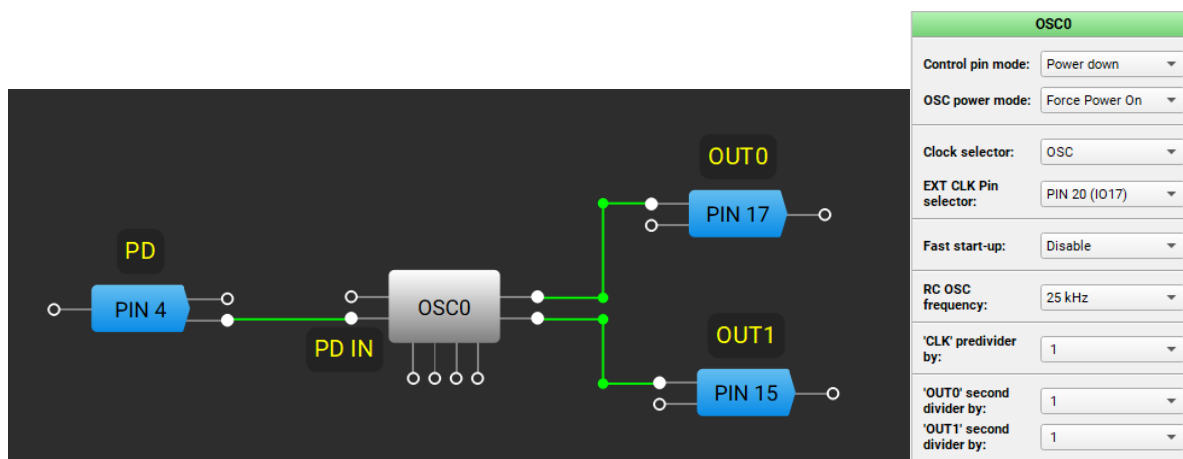 PD
PIN 4
PD IN
OSC0
OUT0
PIN 17
OUT1
PIN 15
OSC0
Control pin mode: Power down
OSC power mode: Force Power On
Clock selector: OSC
EXT CLK Pin
selector: PIN 20 (IO17)
Fast start-up: Disable
RC OSC
frequency: 25 kHz
'CLK' predivider
by: 1
'OUT0' second
divider by: 1
'OUT1' second
divider by: 1